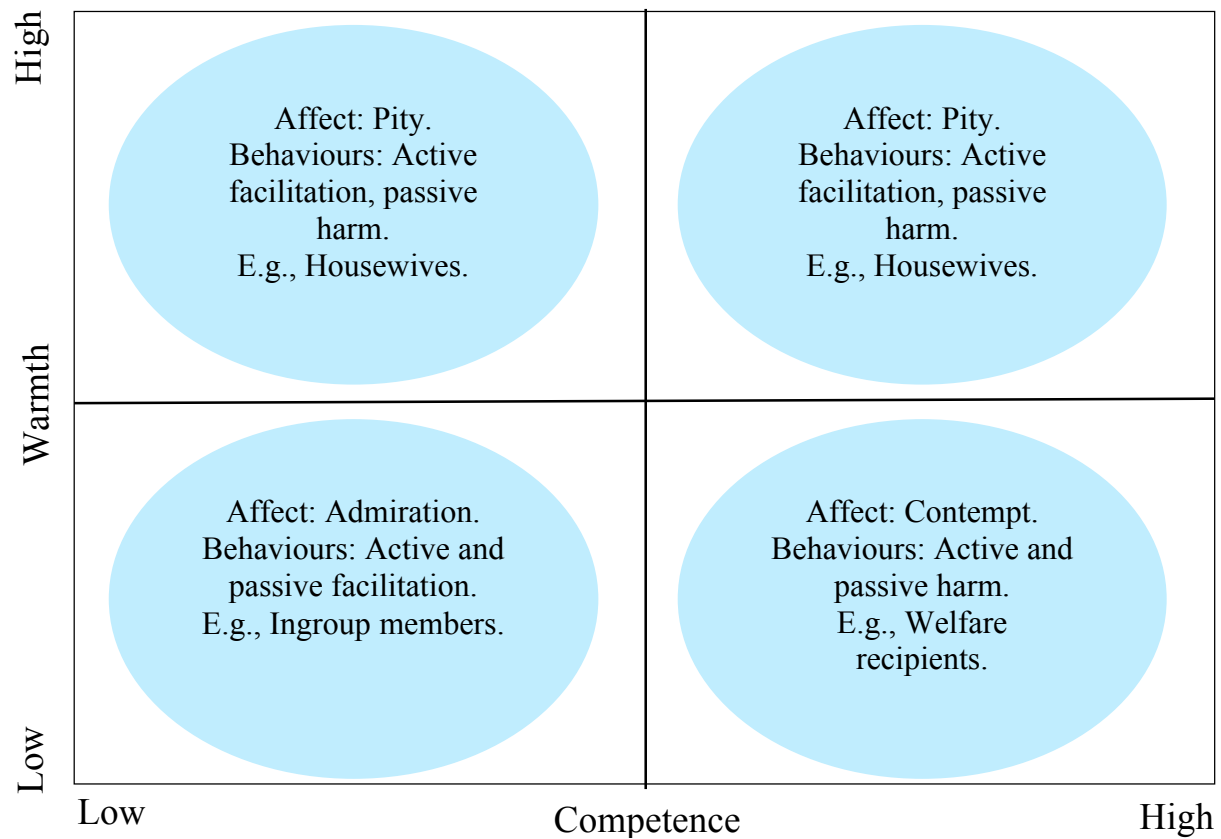 High
Affect: Pity.
Behaviours: Active
facilitation, passive
harm.
E.g., Housewives.
Affect: Pity.
Behaviours: Active
facilitation, passive
harm.
E.g., Housewives.
Warmth
Affect: Admiration.
Behaviours: Active and
passive facilitation.
E.g., Ingroup members.
Affect: Contempt.
Behaviours: Active and
passive harm.
E.g., Welfare
recipients.
Low
Low
Competence
High